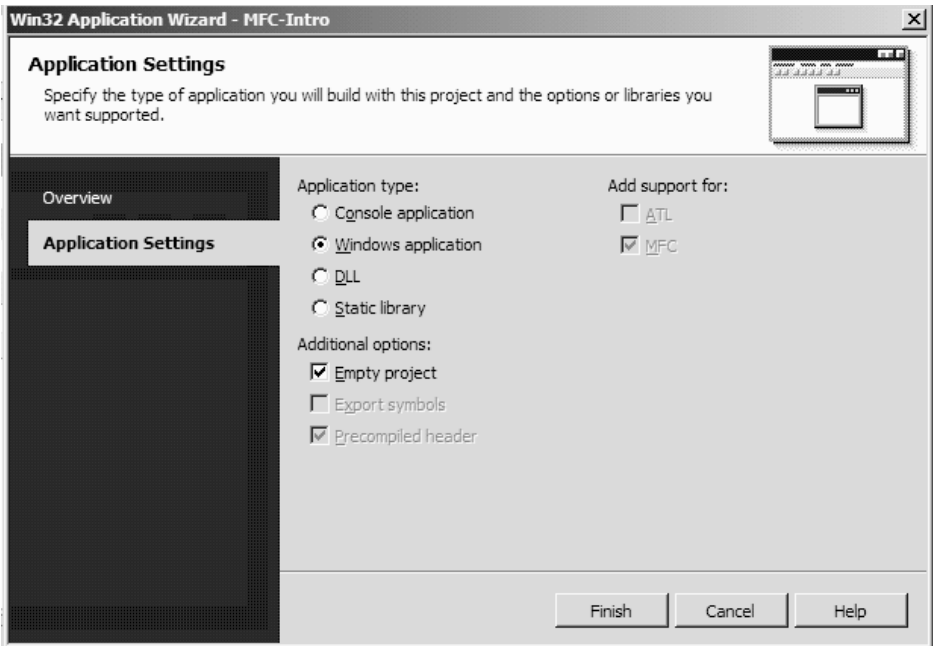 Win32 Application Wizard - MFC-Intro
Application Settings
Specify the type of application you will build with this project and the options or libraries you
want supported.
Overview
Application Settings
Application type:
Console application
Windows application
DLL
Static library
Additional options:
Empty project
Export symbols
Precompiled header
Add support for:
ATL
MFC
Finish
Cancel
Help